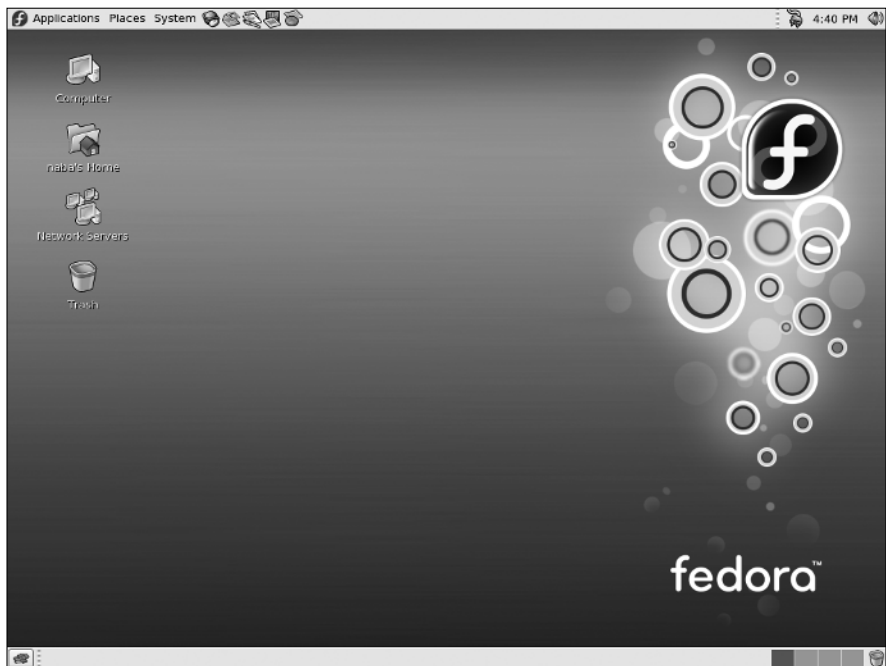 Applications Places System 4:40 PM
Computer
naba's Home
Network Servers
Trash
fedora™